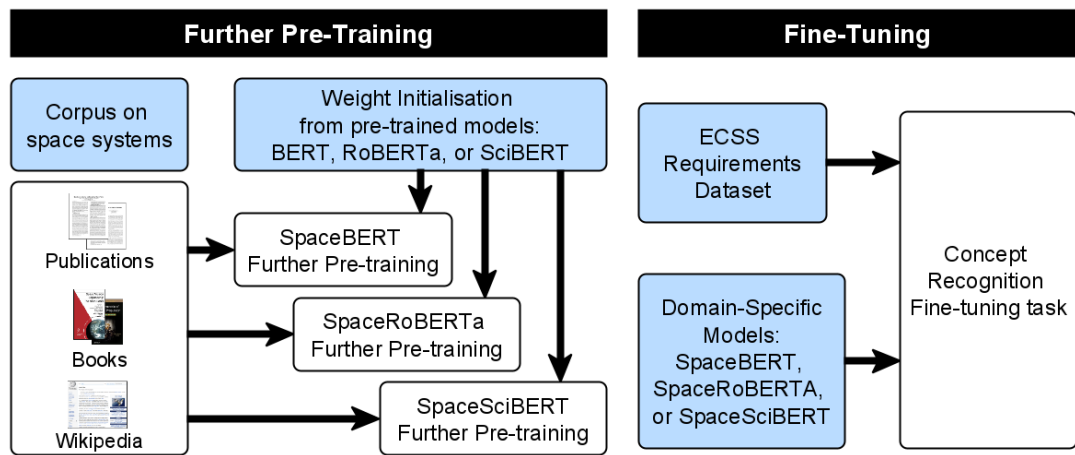 Further Pre-Training
Corpus on
space systems
Weight Initialisation
from pre-trained models:
BERT, RoBERTa, or SciBERT
Publications
Books
Wikipedia
SpaceBERT
Further Pre-training
SpaceRoBERTa
Further Pre-training
SpaceSciBERT
Further Pre-training
Fine-Tuning
ECSS
Requirements
Dataset
Domain-Specific
Models:
SpaceBERT,
SpaceRoBERTA,
or SpaceSciBERT
Concept
Recognition
Fine-tuning task